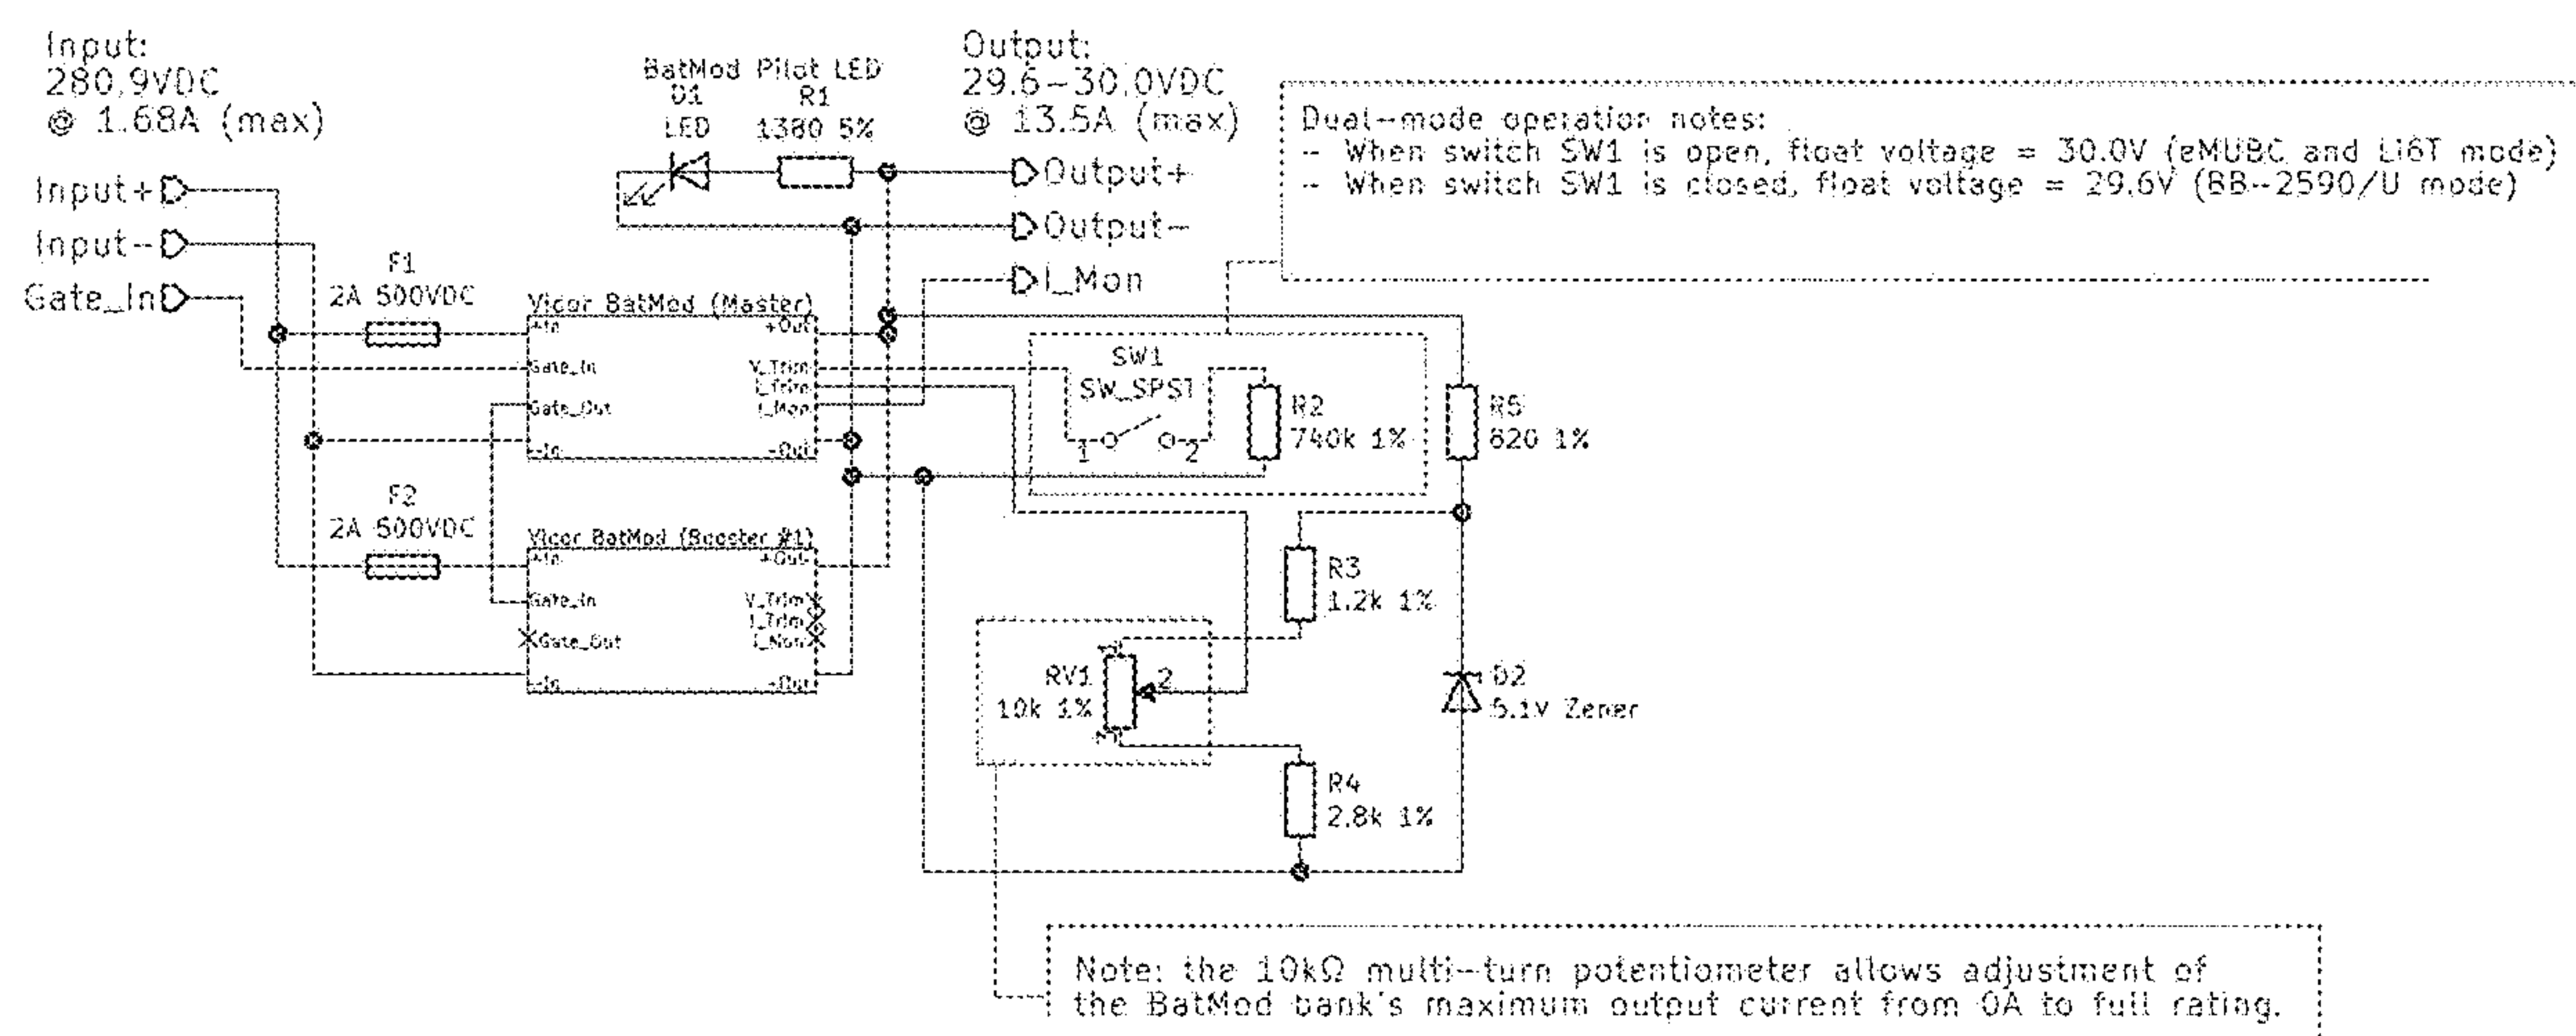 Input:
280.9VDC
@ 1.68A (max)
BatMod Pilot LED
D1
LED
R1
1380 5%
Output:
29.6-30.0VDC
@ 13.5A (max)
Dual-mode operation notes:
- When switch SW1 is open, float voltage = 30.0V (eMUBC and Li6T mode)
- When switch SW1 is closed, float voltage = 29.6V (BB-2590/U mode)
Input+
Input-
Gate_In
Output+
Output-
I_Mon
F1
2A 500VDC
Vicor BatMod (Master)
+In
Gate_In
Gate_Out
-In
+Out
V_Trim
I_Trim
I_Mon
-Out
SW1
SW_SPST
1
2
R2
740k 1%
R5
820 1%
F2
2A 500VDC
Vicor BatMod (Booster #1)
+In
Gate_In
Gate_Out
-In
+Out
V_Trim
I_Trim
I_Mon
-Out
R3
1.2k 1%
RV1
10k 1%
1
2
3
D2
5.1V Zener
R4
2.8k 1%
Note: the 10kΩ multi-turn potentiometer allows adjustment of
the BatMod bank's maximum output current from 0A to full rating.